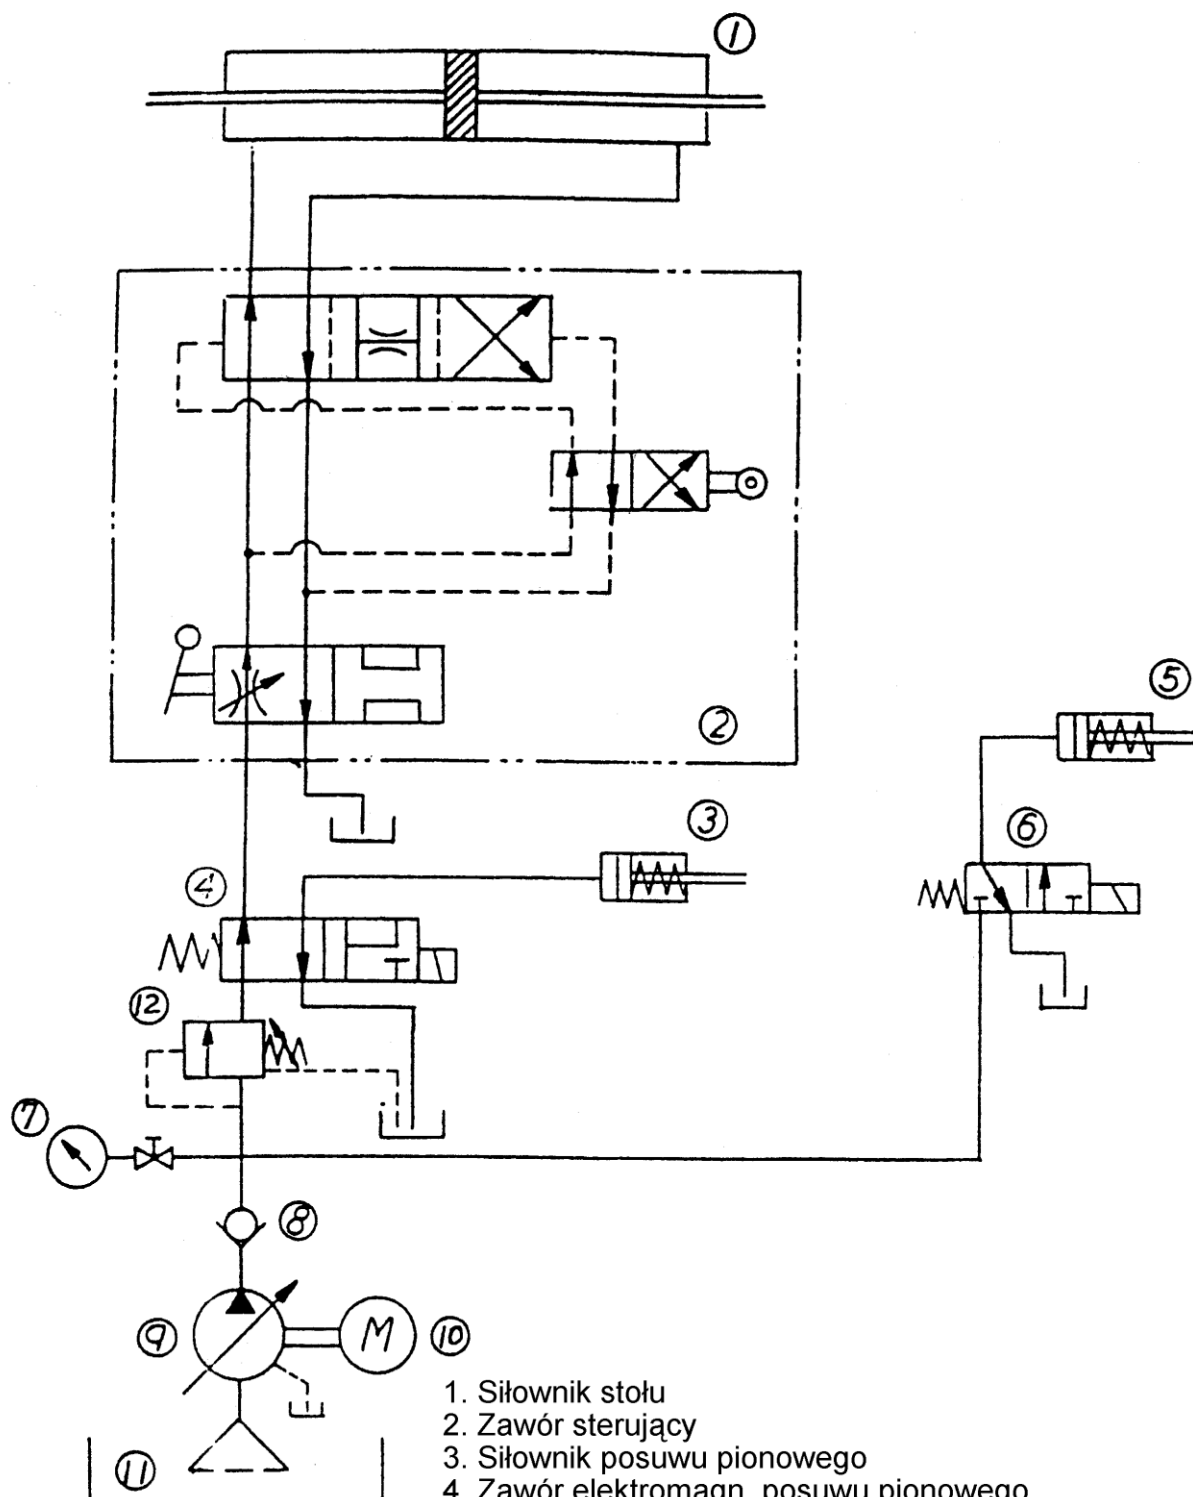 1
2
5
3
6
4
12
7
8
9
M
10
11
1. Siłownik stołu
2. Zawór sterujący
3. Siłownik posuwu pionowego
4. Zawór elektromagn. posuwu pionowego